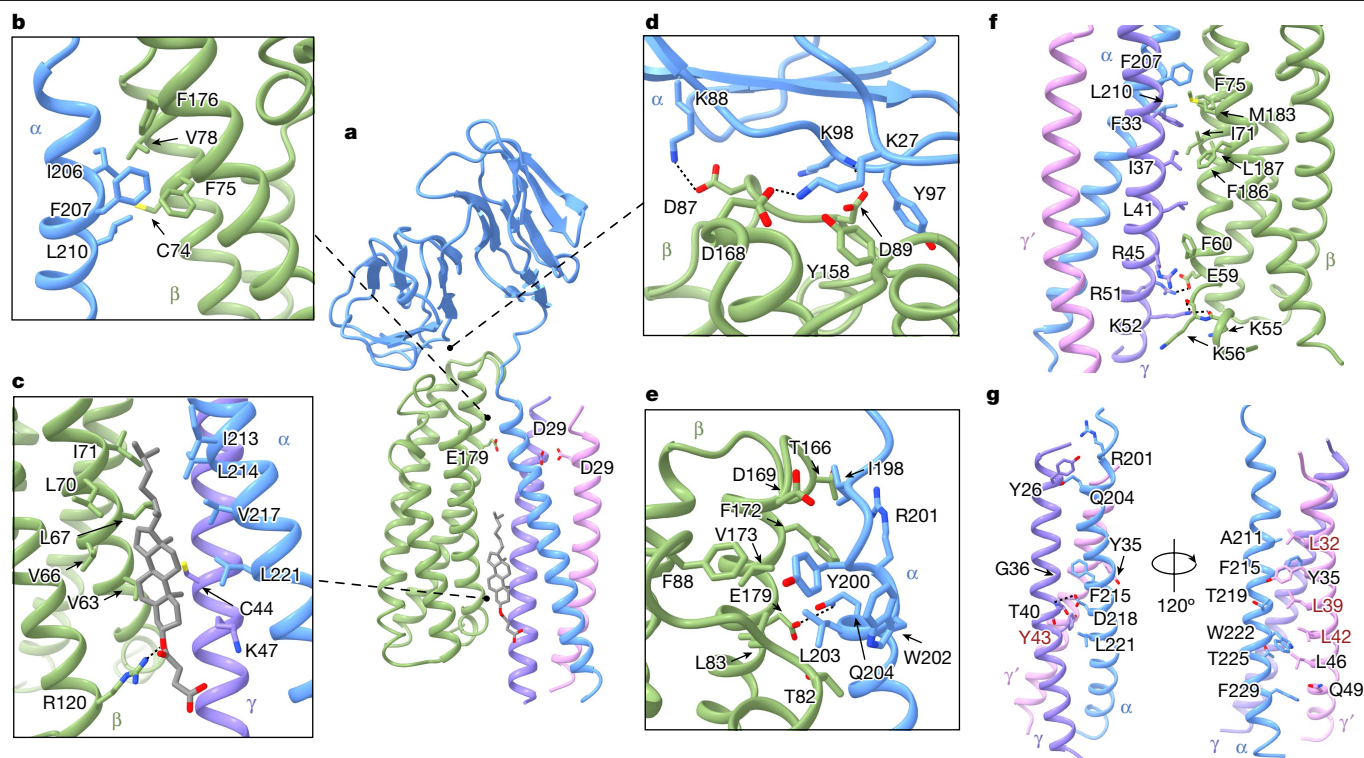 b
α
F176
V78
I206
F75
F207
L210
C74
β
a
E179
D29
D29
c
I71
I213
α
L214
L70
V217
L67
L221
V66
V63
C44
K47
R120
β
γ
d
α
K88
K98
K27
Y97
D87
D168
D89
β
Y158
e
β
T166
D169
I198
F172
R201
V173
F88
Y200
α
E179
L203
W202
L83
Q204
T82
f
α
F207
L210
F75
F33
M183
I71
I37
L187
F186
L41
γ′
F60
R45
E59
β
R51
K52
K55
K56
γ
g
R201
Y26
Q204
Y35
G36
F215
T40
D218
Y43
L221
γ′
α
γ
120º
A211
L32
F215
Y35
T219
L39
W222
L42
T225
L46
F229
Q49
γ
α
γ′